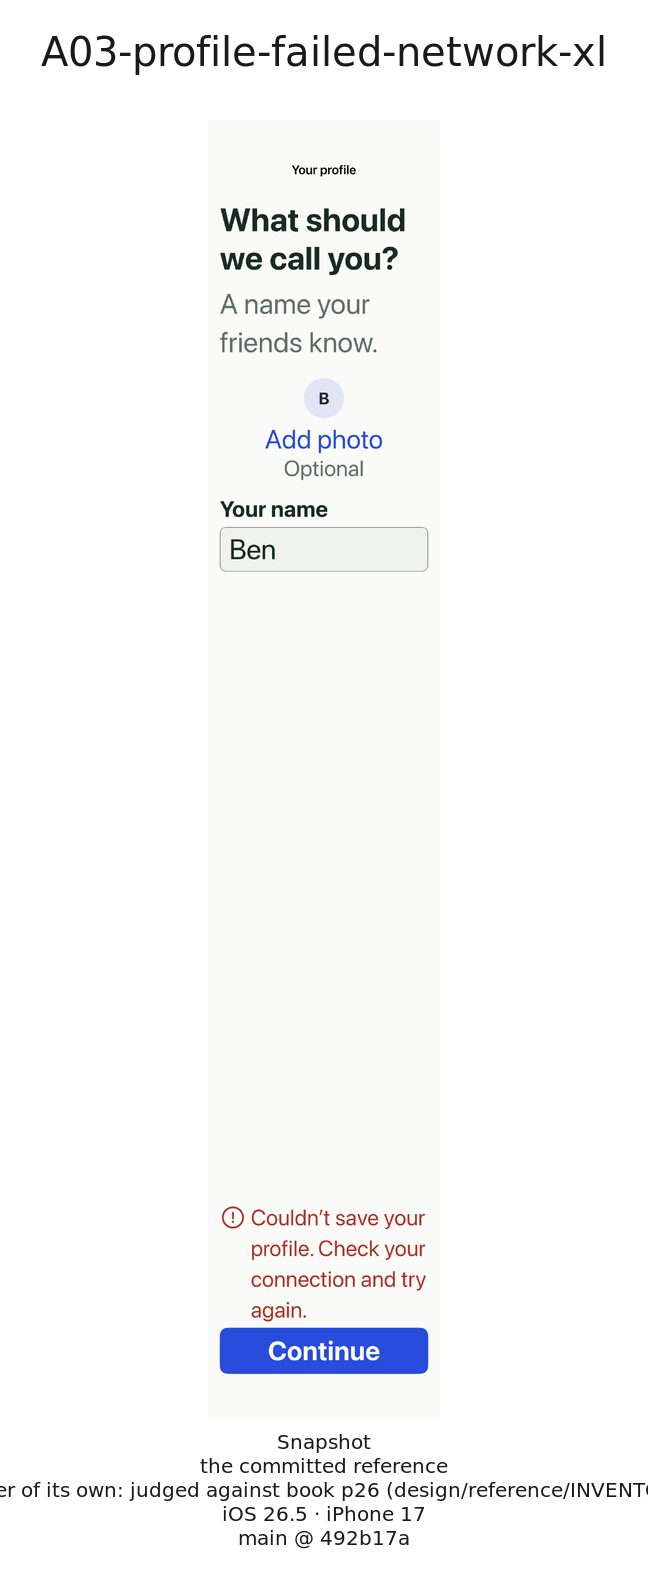 A03-profile-failed-network-xl
Your profile
What should
we call you?
A name your
friends know.
B
Add photo
Optional
Your name
Ben
Couldn’t save your
profile. Check your
connection and try
again.
Continue
Snapshot
the committed reference
of its own: judged against book p26 (design/reference/
iOS 26.5 · iPhone 17
main @ 492b17a